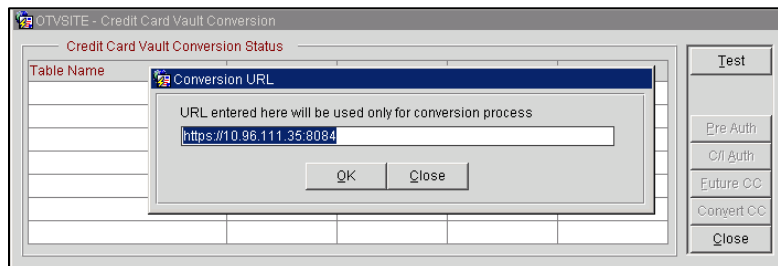 OTVSITE - Credit Card Vault Conversion
Credit Card Vault Conversion Status
Table Name
Test
Conversion URL
URL entered here will be used only for conversion process
https://10.96.111.35:8084
OK
Close
Pre Auth
C/I Auth
Future CC
Convert CC
Close